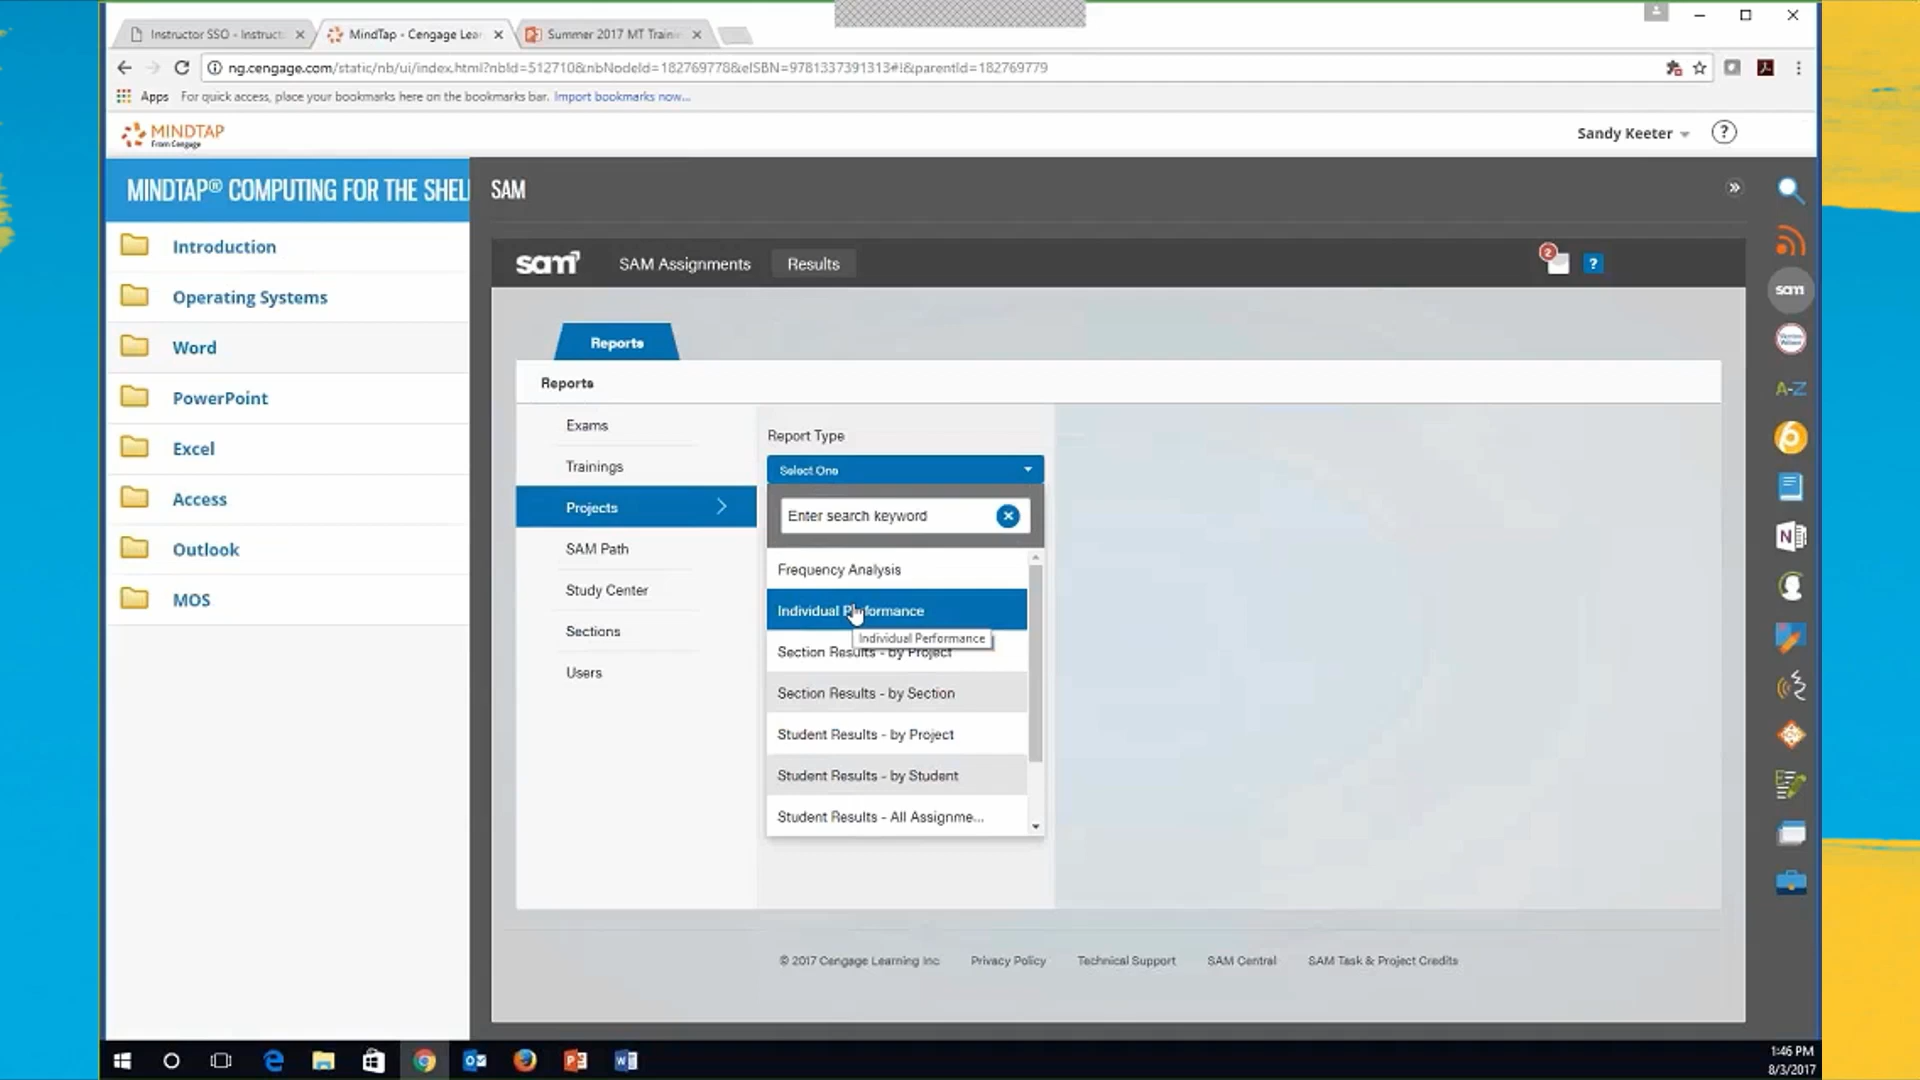 Instructor SSO - Instruct
MindTap - Cengage Lea
Summer 2017 MT Traini
ng.cengage.com/static/nb/ui/index.html?nbId=512710&nbNodeId=182769778&eISBN=9781337391313#!&parentId=182769779
Apps For quick access, place your bookmarks here on the bookmarks bar. Import bookmarks now...
MINDTAP
From Cengage
Sandy Keeter
?
MINDTAP® COMPUTING FOR THE SHEL
SAM
Introduction
Operating Systems
Word
PowerPoint
Excel
Access
Outlook
MOS
sam
SAM Assignments
Results
2
?
Reports
Reports
Exams
Trainings
Projects
SAM Path
Study Center
Sections
Users
Report Type
Select One
Enter search keyword
Frequency Analysis
Individual Performance
Individual Performance
Section Results - by Project
Section Results - by Section
Student Results - by Project
Student Results - by Student
Student Results - All Assignme...
sam
A-Z
N
© 2017 Cengage Learning Inc Privacy Policy Technical Support SAM Central SAM Task & Project Credits
1:46 PM
8/3/2017